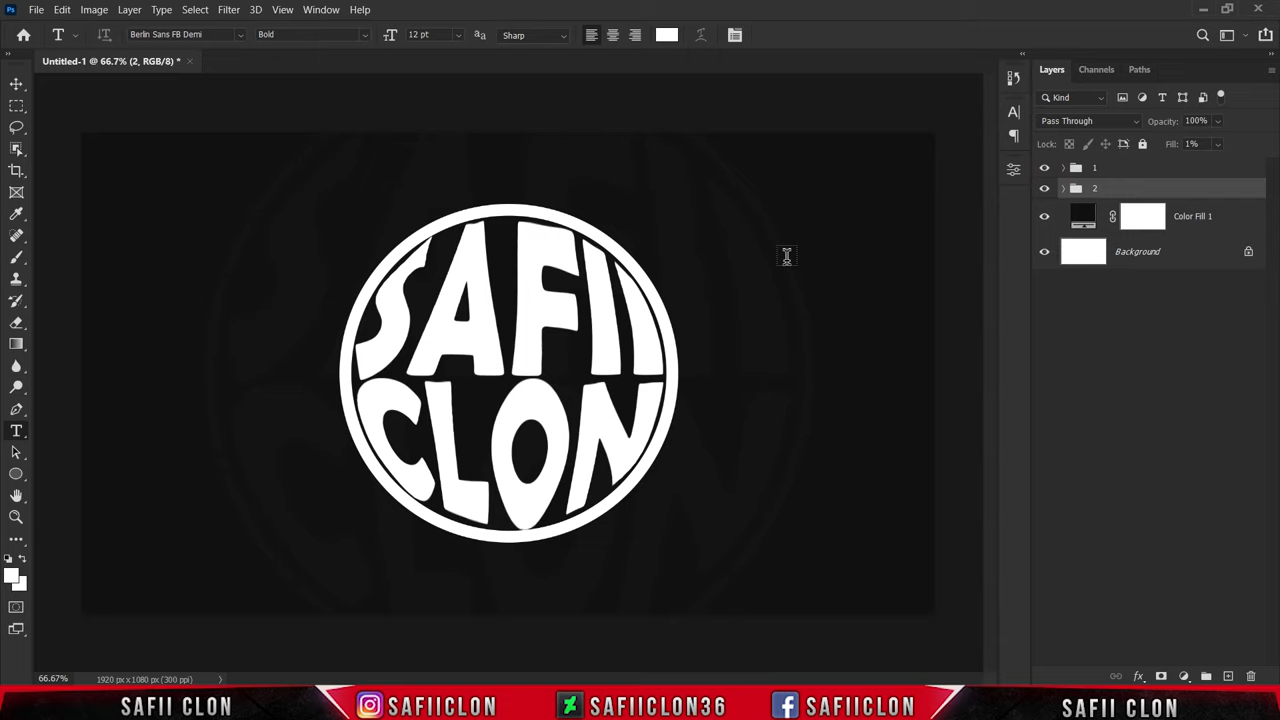 Ps File Edit Image Layer Type Select Filter 3D View Window Help
T Berlin Sans FB Demi Bold 12 pt Sharp
Untitled-1 @ 66.7% (2, RGB/8) *
Layers Channels Paths
Kind
Pass Through Opacity: 100%
Lock: Fill: 1%
1
2
Color Fill 1
Background
SAFII
CLON
66.67% 1920 px x 1080 px (300 ppi)
SAFII CLON SAFIICLON SAFIICLON36 SAFIICLON SAFII CLON